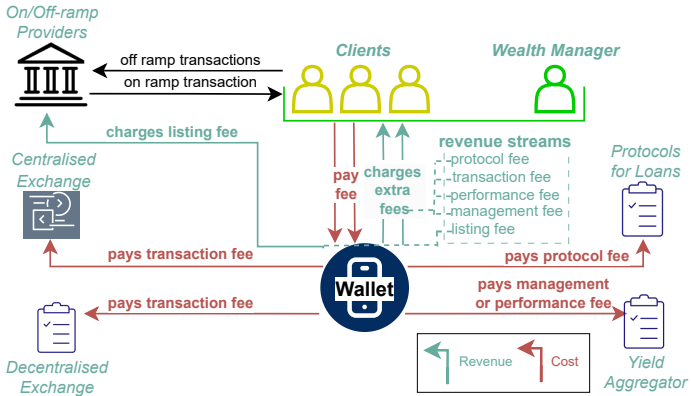 On/Off-ramp
Providers
Clients
Wealth Manager
off ramp transactions
on ramp transaction
charges listing fee
revenue streams
protocol fee
transaction fee
performance fee
management fee
listing fee
pay
fee
charges
extra
fees
Centralised
Exchange
Protocols
for Loans
pays transaction fee
pays protocol fee
Wallet
pays transaction fee
pays management
or performance fee
Decentralised
Exchange
Revenue
Cost
Yield
Aggregator